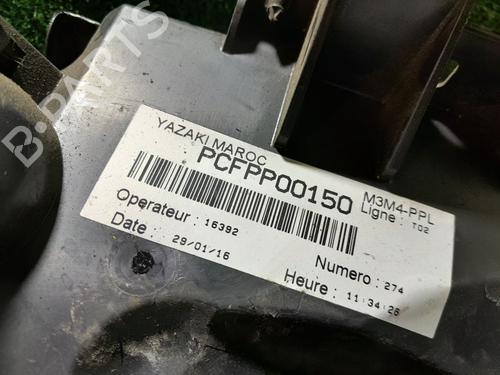 B-PARTS
YAZAKI MAROC
PCFPP00150
M3M4-PPL
Ligne : T02
Operateur : 16392
Numero : 274
Date : 29/01/16
Heure : 11:34:26